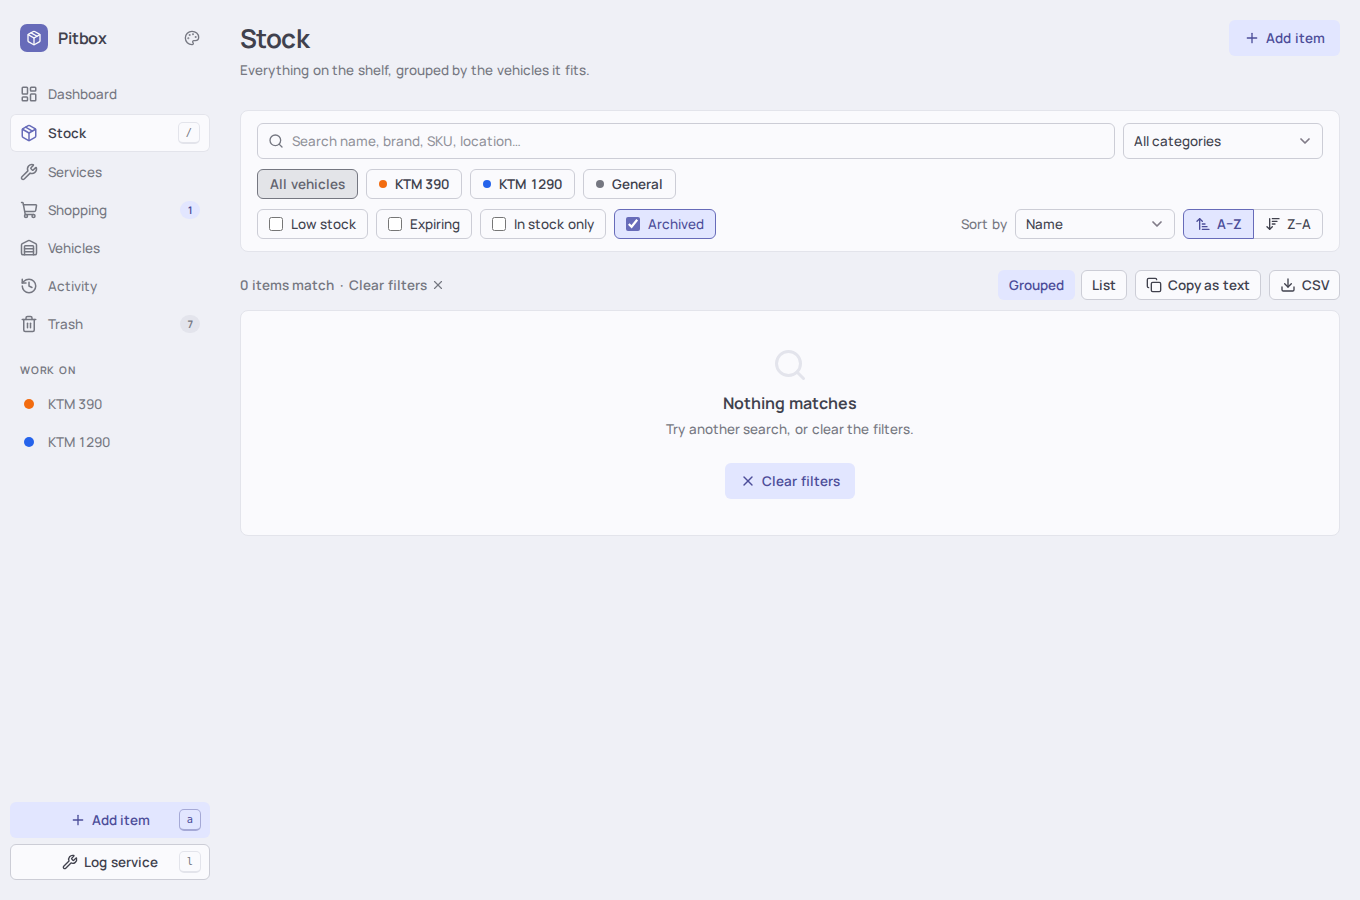 Pitbox
Dashboard
Stock /
Services
Shopping 1
Vehicles
Activity
Trash 7
WORK ON
KTM 390
KTM 1290
Add item a
Log service l
Stock
Add item
Everything on the shelf, grouped by the vehicles it fits.
Search name, brand, SKU, location…
All categories
All vehicles KTM 390 KTM 1290 General
Low stock Expiring In stock only Archived Sort by Name A–Z Z–A
0 items match · Clear filters
Grouped List Copy as text CSV
Nothing matches
Try another search, or clear the filters.
Clear filters